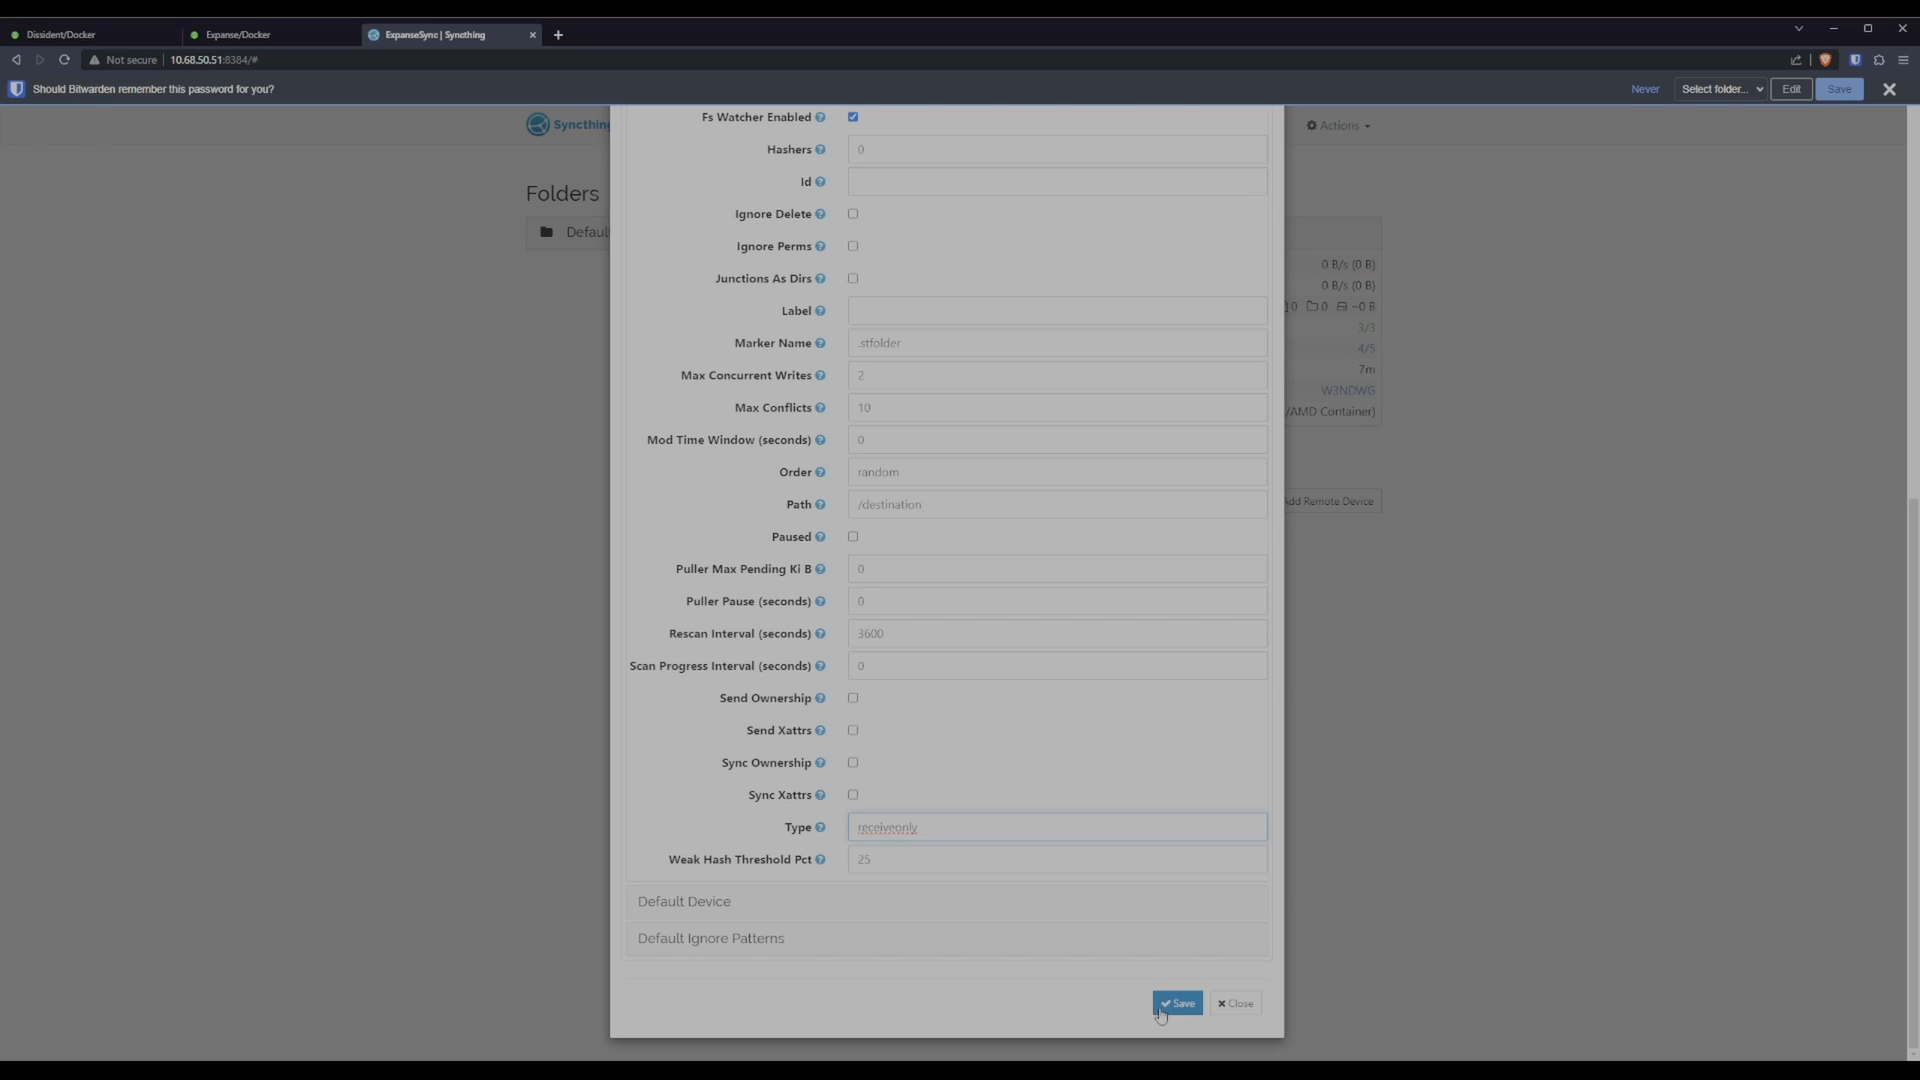 Dissident/Docker
Expanse/Docker
ExpanseSync | Syncthing
Not secure
10.68.50.51:8384/#
Should Bitwarden remember this password for you?
Never
Select folder...
Edit
Save
Syncthing
Actions
Folders
Defaul
Fs Watcher Enabled
Hashers
0
Id
Ignore Delete
Ignore Perms
Junctions As Dirs
Label
Marker Name
.stfolder
Max Concurrent Writes
2
Max Conflicts
10
Mod Time Window (seconds)
0
Order
random
Path
/destination
Paused
Puller Max Pending Ki B
0
Puller Pause (seconds)
0
Rescan Interval (seconds)
3600
Scan Progress Interval (seconds)
0
Send Ownership
Send Xattrs
Sync Ownership
Sync Xattrs
Type
receiveonly
Weak Hash Threshold Pct
25
Default Device
Default Ignore Patterns
Save
Close
0 B/s (0 B)
0 B/s (0 B)
0 0 ~0 B
3/3
4/5
7m
W3NDWG
/AMD Container)
Add Remote Device